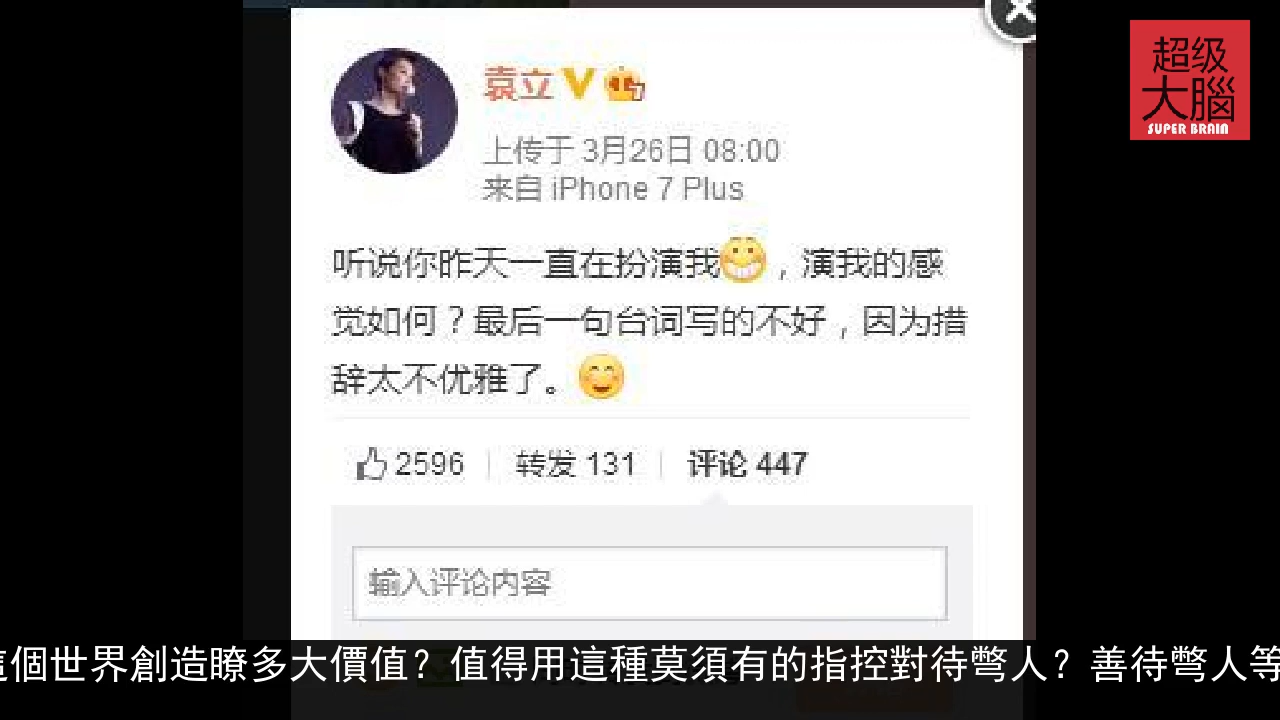 超级
大腦
SUPER BRAIN
袁立
上传于 3月26日 08:00
来自 iPhone 7 Plus
听说你昨天一直在扮演我，演我的感
觉如何？最后一句台词写的不好，因为措
辞太不优雅了。
2596 转发 131 评论 447
输入评论内容
這個世界創造瞭多大價值？值得用這種莫須有的指控對待彆人？善待彆人等